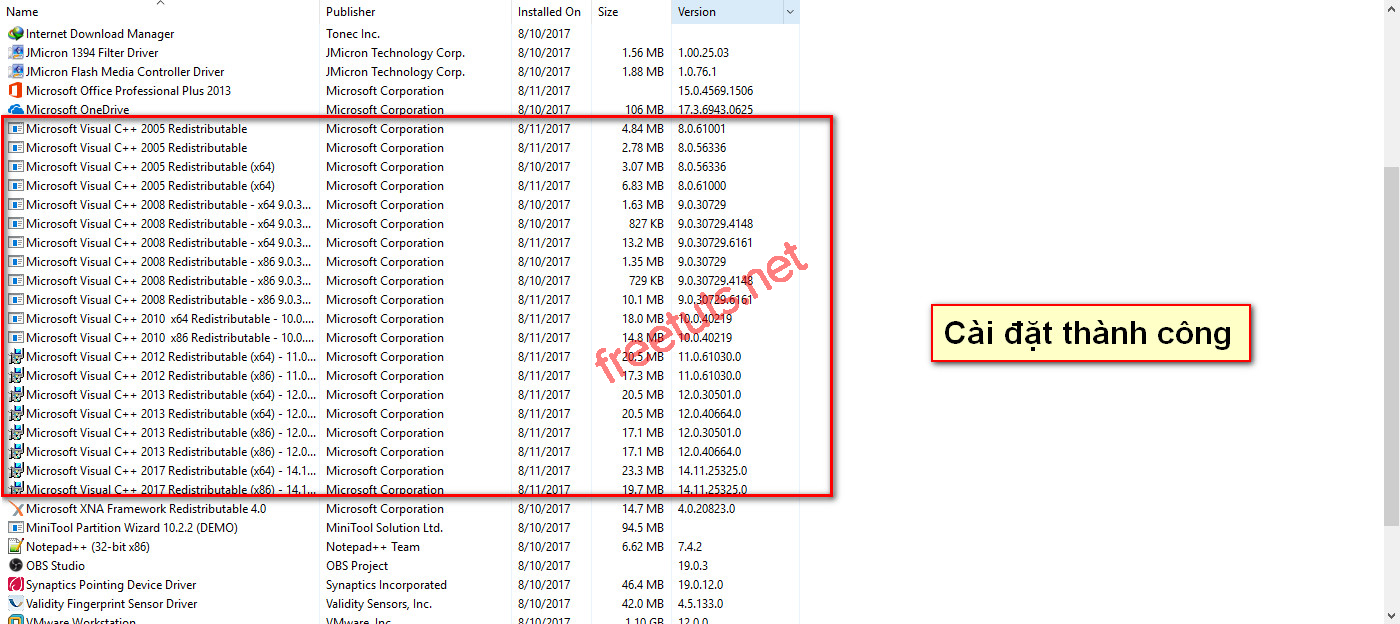 Name Publisher Installed On Size Version
Internet Download Manager Tonec Inc. 8/10/2017
JMicron 1394 Filter Driver JMicron Technology Corp. 8/10/2017 1.56 MB 1.00.25.03
JMicron Flash Media Controller Driver JMicron Technology Corp. 8/10/2017 1.88 MB 1.0.76.1
Microsoft Office Professional Plus 2013 Microsoft Corporation 8/11/2017 15.0.4569.1506
Microsoft OneDrive Microsoft Corporation 8/10/2017 106 MB 17.3.6943.0625
Microsoft Visual C++ 2005 Redistributable Microsoft Corporation 8/11/2017 4.84 MB 8.0.61001
Microsoft Visual C++ 2005 Redistributable Microsoft Corporation 8/11/2017 2.78 MB 8.0.56336
Microsoft Visual C++ 2005 Redistributable (x64) Microsoft Corporation 8/10/2017 3.07 MB 8.0.56336
Microsoft Visual C++ 2005 Redistributable (x64) Microsoft Corporation 8/11/2017 6.83 MB 8.0.61000
Microsoft Visual C++ 2008 Redistributable - x64 9.0.3... Microsoft Corporation 8/10/2017 1.63 MB 9.0.30729
Microsoft Visual C++ 2008 Redistributable - x64 9.0.3... Microsoft Corporation 8/10/2017 827 KB 9.0.30729.4148
Microsoft Visual C++ 2008 Redistributable - x64 9.0.3... Microsoft Corporation 8/11/2017 13.2 MB 9.0.30729.6161
Microsoft Visual C++ 2008 Redistributable - x86 9.0.3... Microsoft Corporation 8/10/2017 1.35 MB 9.0.30729
Microsoft Visual C++ 2008 Redistributable - x86 9.0.3... Microsoft Corporation 8/10/2017 729 KB 9.0.30729.4148
Microsoft Visual C++ 2008 Redistributable - x86 9.0.3... Microsoft Corporation 8/11/2017 10.1 MB 9.0.30729.6161
Microsoft Visual C++ 2010 x64 Redistributable - 10.0.... Microsoft Corporation 8/11/2017 18.0 MB 10.0.40219
Microsoft Visual C++ 2010 x86 Redistributable - 10.0.... Microsoft Corporation 8/11/2017 14.8 MB 10.0.40219
Microsoft Visual C++ 2012 Redistributable (x64) - 11.0... Microsoft Corporation 8/11/2017 20.5 MB 11.0.61030.0
Microsoft Visual C++ 2012 Redistributable (x86) - 11.0... Microsoft Corporation 8/11/2017 17.3 MB 11.0.61030.0
Microsoft Visual C++ 2013 Redistributable (x64) - 12.0... Microsoft Corporation 8/11/2017 20.5 MB 12.0.30501.0
Microsoft Visual C++ 2013 Redistributable (x64) - 12.0... Microsoft Corporation 8/11/2017 20.5 MB 12.0.40664.0
Microsoft Visual C++ 2013 Redistributable (x86) - 12.0... Microsoft Corporation 8/11/2017 17.1 MB 12.0.30501.0
Microsoft Visual C++ 2013 Redistributable (x86) - 12.0... Microsoft Corporation 8/11/2017 17.1 MB 12.0.40664.0
Microsoft Visual C++ 2017 Redistributable (x64) - 14.1... Microsoft Corporation 8/11/2017 23.3 MB 14.11.25325.0
Microsoft Visual C++ 2017 Redistributable (x86) - 14.1... Microsoft Corporation 8/11/2017 19.7 MB 14.11.25325.0
Microsoft XNA Framework Redistributable 4.0 Microsoft Corporation 8/10/2017 14.7 MB 4.0.20823.0
MiniTool Partition Wizard 10.2.2 (DEMO) MiniTool Solution Ltd. 8/10/2017 94.5 MB
Notepad++ (32-bit x86) Notepad++ Team 8/10/2017 6.62 MB 7.4.2
OBS Studio OBS Project 8/10/2017 19.0.3
Synaptics Pointing Device Driver Synaptics Incorporated 8/10/2017 46.4 MB 19.0.12.0
Validity Fingerprint Sensor Driver Validity Sensors, Inc. 8/10/2017 42.0 MB 4.5.133.0
VMware Workstation VMware, Inc. 8/10/2017 1.10 GB 12.0.0
freetuts.net
Cài đặt thành công